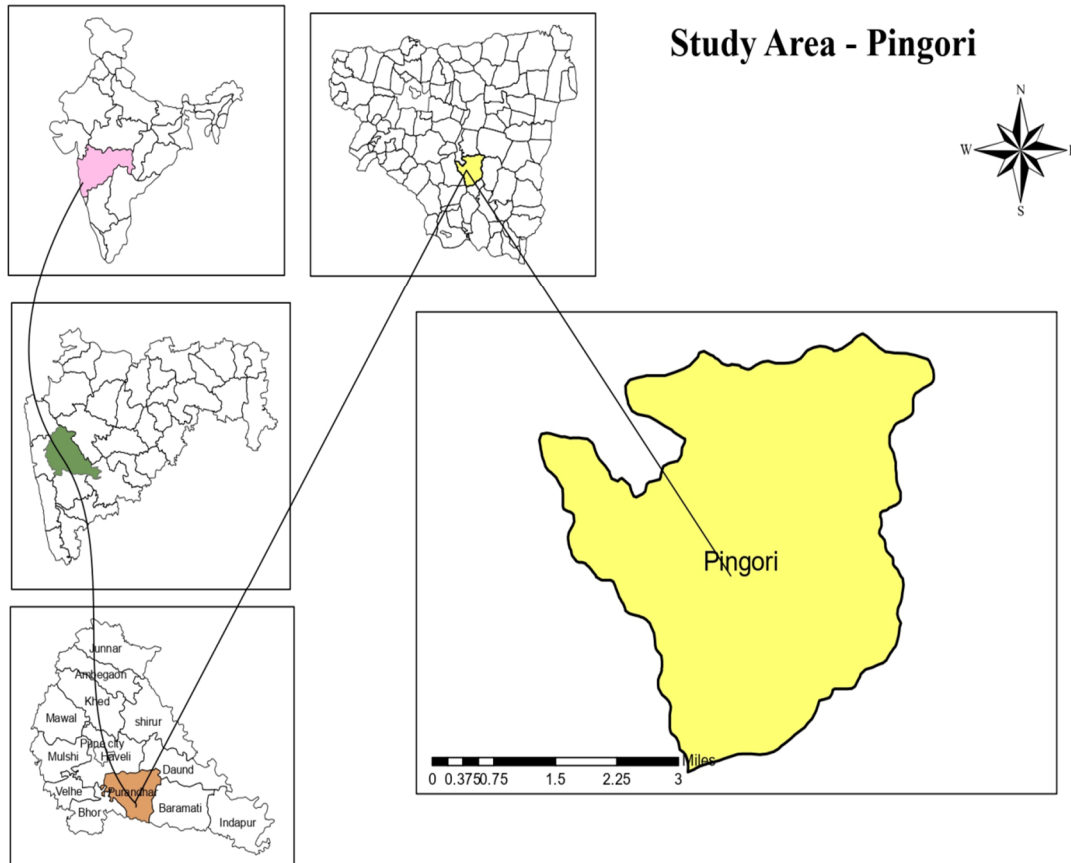 Study Area - Pingori
N
W
E
S
Pingori
Miles
0 0.375 0.75 1.5 2.25 3
Junnar
Ambegaon
Khed
Mawal
shirur
Pune city
Mulshi
Haveli
Daund
Velhe
Purandhar
Bhor
Baramati
Indapur